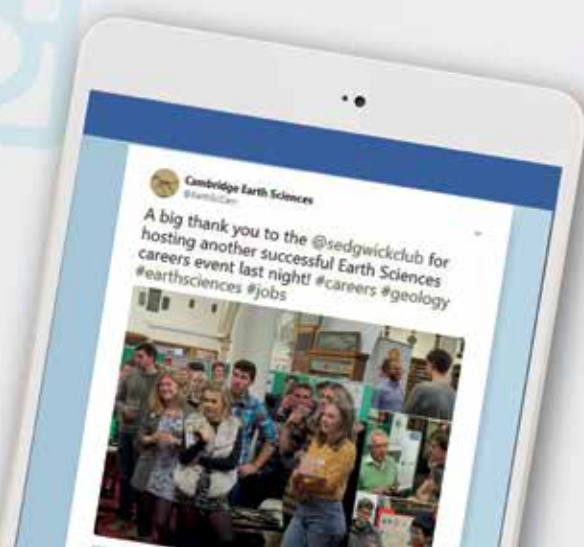 Cambridge Earth Sciences
@EarthSciCam
A big thank you to the @sedgwickclub for
hosting another successful Earth Sciences
careers event last night! #careers #geology
#earthsciences #jobs